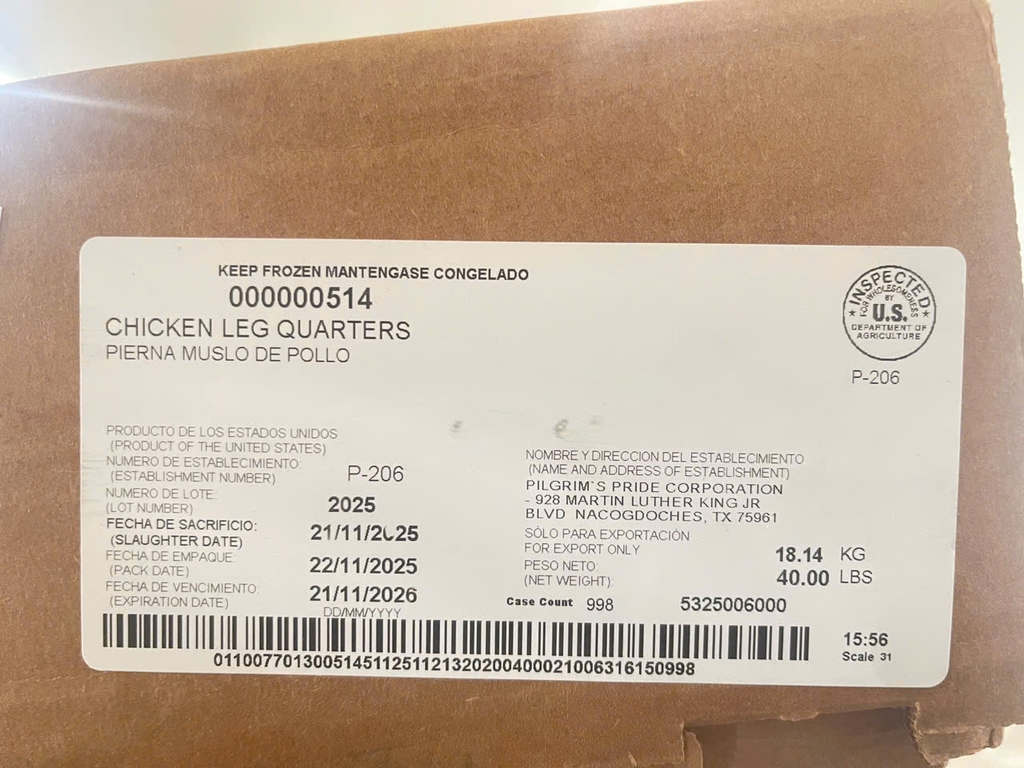 KEEP FROZEN MANTENGASE CONGELADO
000000514
CHICKEN LEG QUARTERS
PIERNA MUSLO DE POLLO
INSPECTED
FOR WHOLESOMENESS
BY
U.S.
DEPARTMENT OF
AGRICULTURE
P-206
PRODUCTO DE LOS ESTADOS UNIDOS
(PRODUCT OF THE UNITED STATES)
NUMERO DE ESTABLECIMIENTO:
(ESTABLISHMENT NUMBER) P-206
NUMERO DE LOTE:
(LOT NUMBER) 2025
FECHA DE SACRIFICIO:
(SLAUGHTER DATE) 21/11/2025
FECHA DE EMPAQUE:
(PACK DATE) 22/11/2025
FECHA DE VENCIMIENTO:
(EXPIRATION DATE) 21/11/2026
DD/MM/YYYY
NOMBRE Y DIRECCION DEL ESTABLECIMIENTO
(NAME AND ADDRESS OF ESTABLISHMENT)
PILGRIM`S PRIDE CORPORATION
- 928 MARTIN LUTHER KING JR
BLVD NACOGDOCHES, TX 75961
SÓLO PARA EXPORTACIÓN
FOR EXPORT ONLY 18.14 KG
PESO NETO:
(NET WEIGHT): 40.00 LBS
Case Count 998 5325006000
15:56
Scale 31
0110077013005145112511213202004000210063161509​98